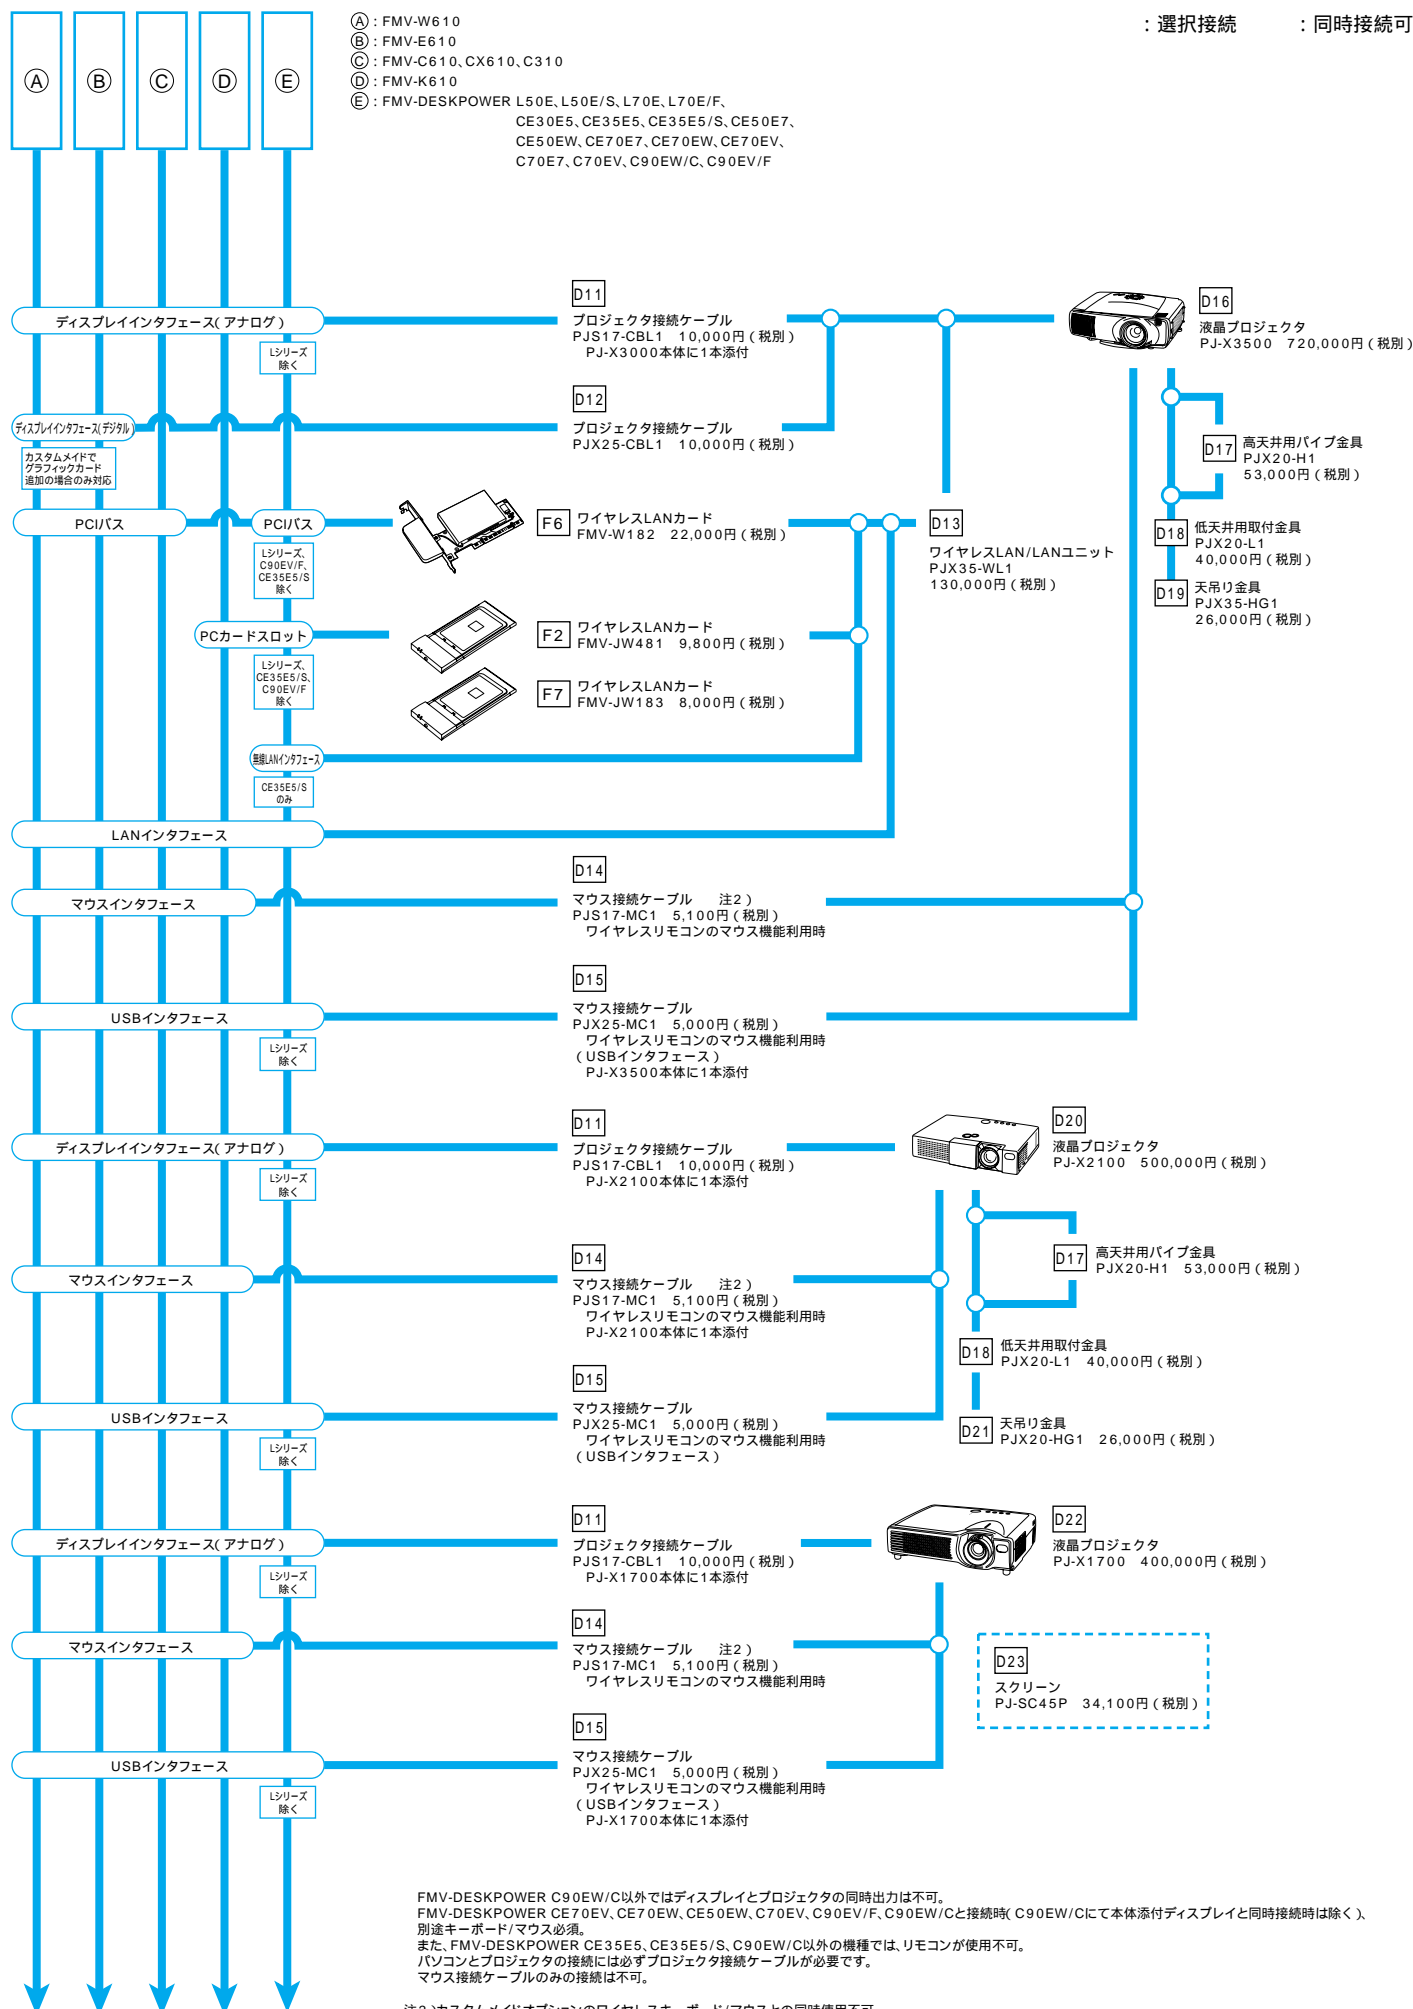 A
B
C
D
E
A：FMV-W610
B：FMV-E610
C：FMV-C610、CX610、C310
D：FMV-K610
E：FMV-DESKPOWER L50E、L50E/S、L70E、L70E/F、
CE30E5、CE35E5、CE35E5/S、CE50E7、
CE50EW、CE70E7、CE70EW、CE70EV、
C70E7、C70EV、C90EW/C、C90EV/F
：選択接続
：同時接続可
ディスプレイインタフェース(アナログ)
Lシリーズ
除く
D11
プロジェクタ接続ケーブル
PJS17-CBL1 10,000円(税別)
PJ-X3000本体に1本添付
D16
液晶プロジェクタ
PJ-X3500 720,000円(税別)
ディスプレイインタフェース(デジタル)
カスタムメイドで
グラフィックカード
追加の場合のみ対応
D12
プロジェクタ接続ケーブル
PJX25-CBL1 10,000円(税別)
D17
高天井用パイプ金具
PJX20-H1
53,000円(税別)
PCIバス
PCIバス
Lシリーズ、
C90EV/F、
CE35E5/S
除く
F6
ワイヤレスLANカード
FMV-W182 22,000円(税別)
D13
ワイヤレスLAN/LANユニット
PJX35-WL1
130,000円(税別)
D18
低天井用取付金具
PJX20-L1
40,000円(税別)
D19
天吊り金具
PJX35-HG1
26,000円(税別)
PCカードスロット
Lシリーズ、
CE35E5/S、
C90EV/F
除く
F2
ワイヤレスLANカード
FMV-JW481 9,800円(税別)
F7
ワイヤレスLANカード
FMV-JW183 8,000円(税別)
無線LANインタフェース
CE35E5/S
のみ
LANインタフェース
マウスインタフェース
D14
マウス接続ケーブル 注2)
PJS17-MC1 5,100円(税別)
ワイヤレスリモコンのマウス機能利用時
USBインタフェース
Lシリーズ
除く
D15
マウス接続ケーブル
PJX25-MC1 5,000円(税別)
ワイヤレスリモコンのマウス機能利用時
(USBインタフェース)
PJ-X3500本体に1本添付
ディスプレイインタフェース(アナログ)
Lシリーズ
除く
D11
プロジェクタ接続ケーブル
PJS17-CBL1 10,000円(税別)
PJ-X2100本体に1本添付
D20
液晶プロジェクタ
PJ-X2100 500,000円(税別)
マウスインタフェース
D14
マウス接続ケーブル 注2)
PJS17-MC1 5,100円(税別)
ワイヤレスリモコンのマウス機能利用時
PJ-X2100本体に1本添付
D17
高天井用パイプ金具
PJX20-H1 53,000円(税別)
D18
低天井用取付金具
PJX20-L1 40,000円(税別)
USBインタフェース
Lシリーズ
除く
D15
マウス接続ケーブル
PJX25-MC1 5,000円(税別)
ワイヤレスリモコンのマウス機能利用時
(USBインタフェース)
D21
天吊り金具
PJX20-HG1 26,000円(税別)
ディスプレイインタフェース(アナログ)
Lシリーズ
除く
D11
プロジェクタ接続ケーブル
PJS17-CBL1 10,000円(税別)
PJ-X1700本体に1本添付
D22
液晶プロジェクタ
PJ-X1700 400,000円(税別)
マウスインタフェース
D14
マウス接続ケーブル 注2)
PJS17-MC1 5,100円(税別)
ワイヤレスリモコンのマウス機能利用時
D23
スクリーン
PJ-SC45P 34,100円(税別)
USBインタフェース
Lシリーズ
除く
D15
マウス接続ケーブル
PJX25-MC1 5,000円(税別)
ワイヤレスリモコンのマウス機能利用時
(USBインタフェース)
PJ-X1700本体に1本添付
FMV-DESKPOWER C90EW/C以外ではディスプレイとプロジェクタの同時出力は不可。
FMV-DESKPOWER CE70EV、CE70EW、CE50EW、C70EV、C90EV/F、C90EW/Cと接続時(C90EW/Cにて本体添付ディスプレイと同時接続時は除く)、
別途キーボード/マウス必須。
また、FMV-DESKPOWER CE35E5、CE35E5/S、C90EW/C以外の機種では、リモコンが使用不可。
パソコンとプロジェクタの接続には必ずプロジェクタ接続ケーブルが必要です。
マウス接続ケーブルのみの接続は不可。
注2)カスタムメイドオプションのワイヤレスキーボード/マウスとの同時使用不可